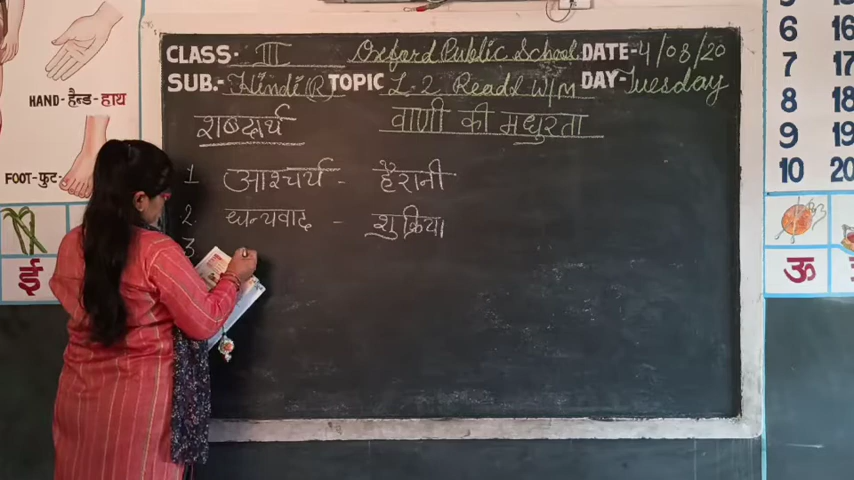 CLASS- III Oxford Public School DATE- 4/08/20
SUB.- Hindi (R) TOPIC L-2 Read & W/M DAY- Tuesday
शब्दार्थ वाणी की मधुरता
1 आश्चर्य - हैरानी
2. धन्यवाद - शुक्रिया
3
HAND-हैन्ड-हाथ
FOOT-फुट-
ई
6
7
8
9
10
16
17
18
19
20
ऊ